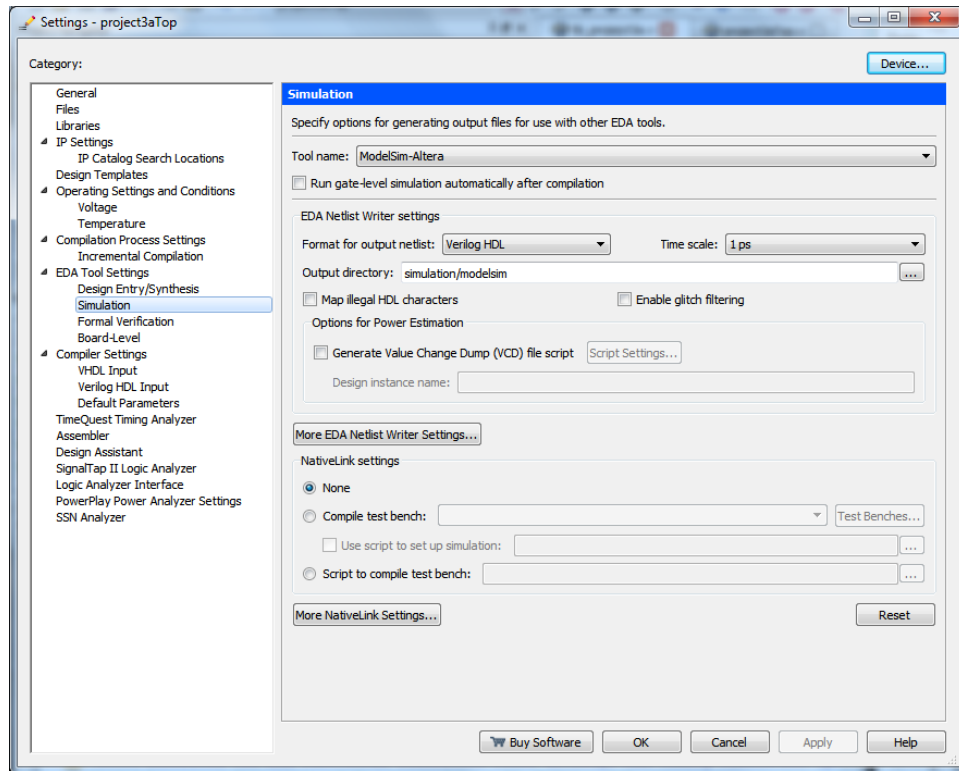 Settings - project3aTop
Category:
Device...
General
Files
Libraries
IP Settings
IP Catalog Search Locations
Design Templates
Operating Settings and Conditions
Voltage
Temperature
Compilation Process Settings
Incremental Compilation
EDA Tool Settings
Design Entry/Synthesis
Simulation
Formal Verification
Board-Level
Compiler Settings
VHDL Input
Verilog HDL Input
Default Parameters
TimeQuest Timing Analyzer
Assembler
Design Assistant
SignalTap II Logic Analyzer
Logic Analyzer Interface
PowerPlay Power Analyzer Settings
SSN Analyzer
Simulation
Specify options for generating output files for use with other EDA tools.
Tool name: ModelSim-Altera
Run gate-level simulation automatically after compilation
EDA Netlist Writer settings
Format for output netlist: Verilog HDL Time scale: 1 ps
Output directory: simulation/modelsim ...
Map illegal HDL characters Enable glitch filtering
Options for Power Estimation
Generate Value Change Dump (VCD) file script Script Settings...
Design instance name:
More EDA Netlist Writer Settings...
NativeLink settings
None
Compile test bench: Test Benches...
Use script to set up simulation: ...
Script to compile test bench: ...
More NativeLink Settings... Reset
Buy Software OK Cancel Apply Help